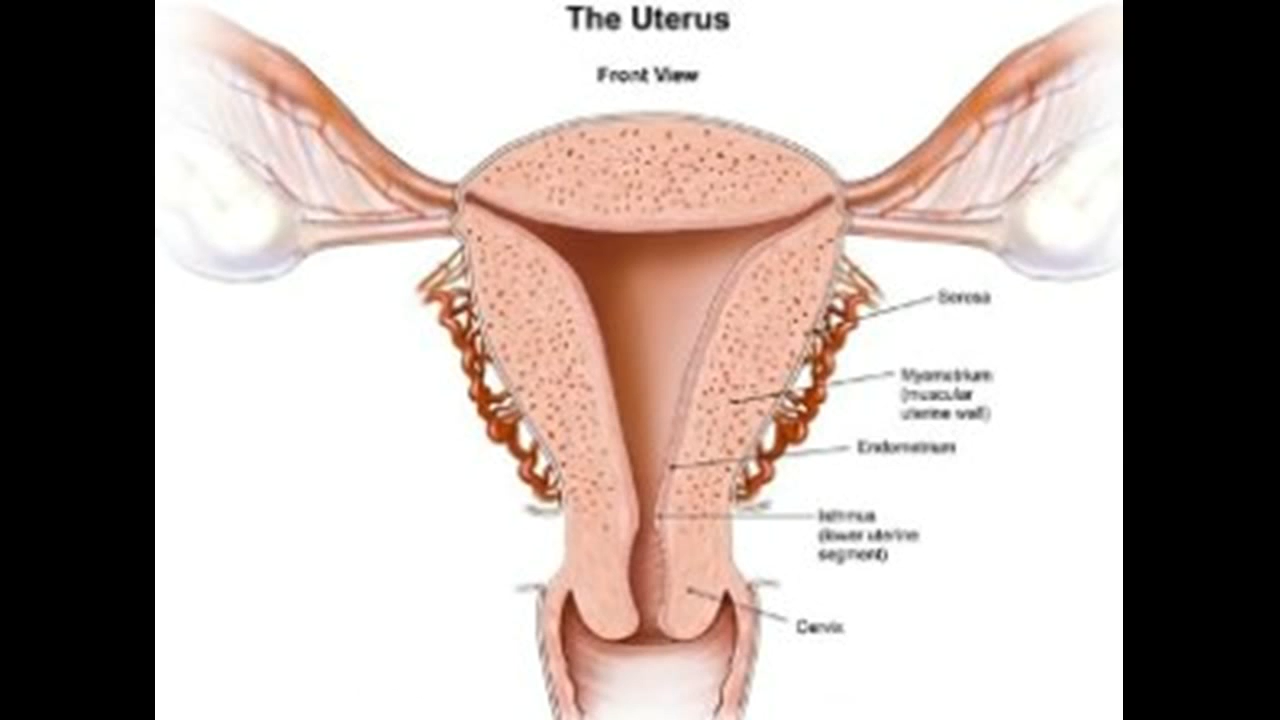 The Uterus
Front View
Serosa
Myometrium
(muscular
uterine wall)
Endometrium
Isthmus
(lower uterine
segment)
Cervix